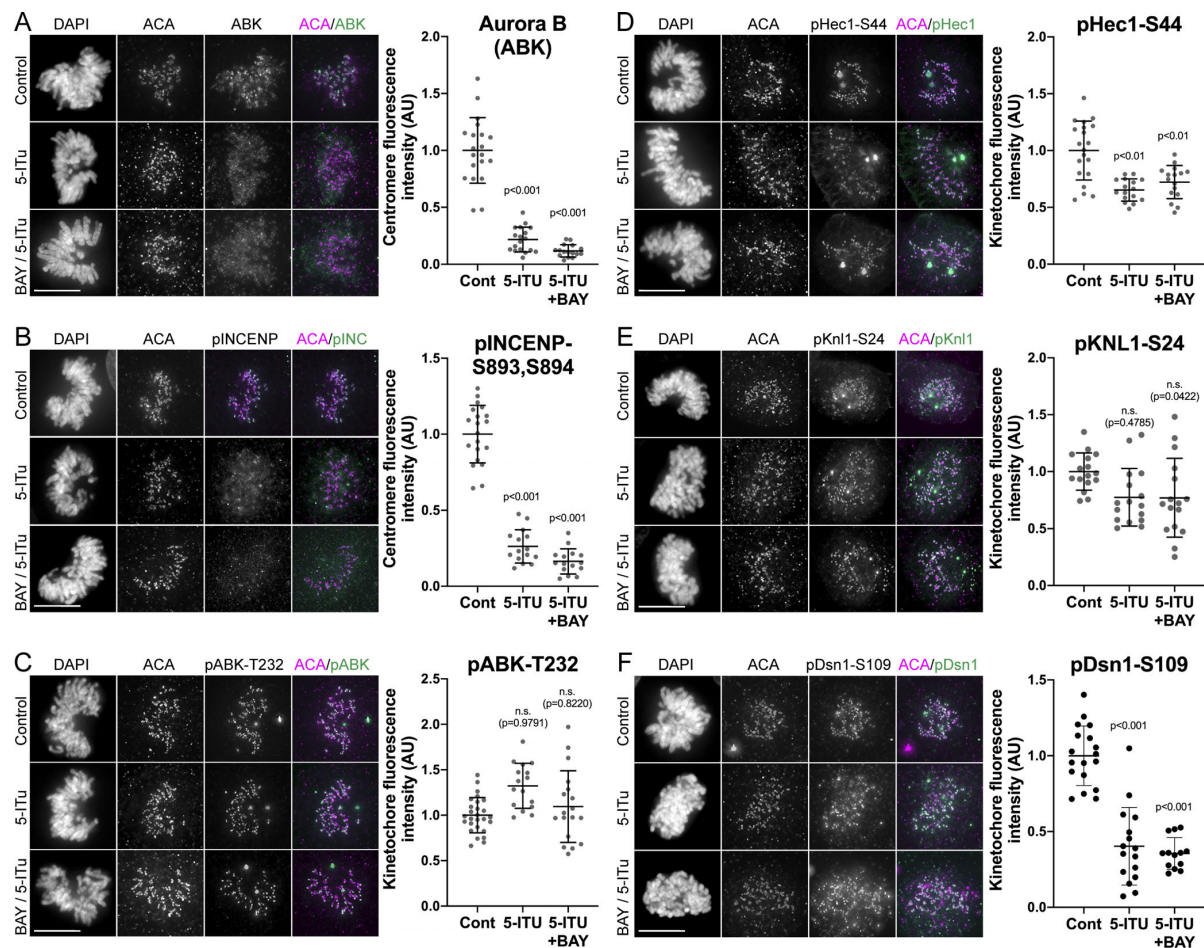 A
DAPI ACA ABK ACA/ABK
Control
5-ITu
BAY / 5-ITu
Aurora B
(ABK)
Centromere fluorescence
intensity (AU)
2.0
1.5
1.0
0.5
0.0
p<0.001
p<0.001
Cont 5-ITU 5-ITU
+BAY
D
DAPI ACA pHec1-S44 ACA/pHec1
Control
5-ITu
BAY / 5-ITu
pHec1-S44
Kinetochore fluorescence
intensity (AU)
2.0
1.5
1.0
0.5
0.0
p<0.01
p<0.01
Cont 5-ITU 5-ITU
+BAY
B
DAPI ACA pINCENP ACA/pINC
Control
5-ITu
BAY / 5-ITu
pINCENP-
S893,S894
Centromere fluorescence
intensity (AU)
1.5
1.0
0.5
0.0
p<0.001
p<0.001
Cont 5-ITU 5-ITU
+BAY
E
DAPI ACA pKnl1-S24 ACA/pKnl1
Control
5-ITu
BAY / 5-ITu
pKNL1-S24
Kinetochore fluorescence
intensity (AU)
2.0
1.5
1.0
0.5
0.0
n.s.
(p=0.4785)
n.s.
(p=0.0422)
Cont 5-ITU 5-ITU
+BAY
C
DAPI ACA pABK-T232 ACA/pABK
Control
5-ITu
BAY / 5-ITu
pABK-T232
Kinetochore fluorescence
intensity (AU)
2.5
2.0
1.5
1.0
0.5
0.0
n.s.
(p=0.9791)
n.s.
(p=0.8220)
Cont 5-ITU 5-ITU
+BAY
F
DAPI ACA pDsn1-S109 ACA/pDsn1
Control
5-ITu
BAY / 5-ITu
pDsn1-S109
Kinetochore fluorescence
intensity (AU)
1.5
1.0
0.5
0.0
p<0.001
p<0.001
Cont 5-ITU 5-ITU
+BAY